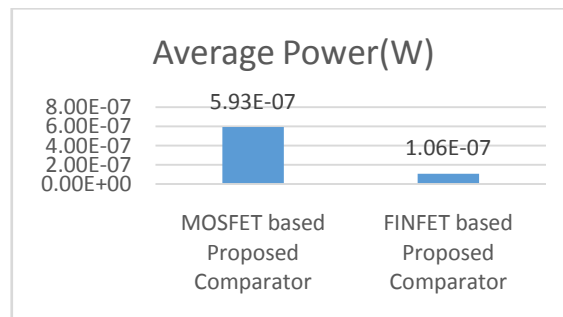 Average Power(W)
8.00E-07
6.00E-07
4.00E-07
2.00E-07
0.00E+00
5.93E-07
1.06E-07
MOSFET based
Proposed
Comparator
FINFET based
Proposed
Comparator